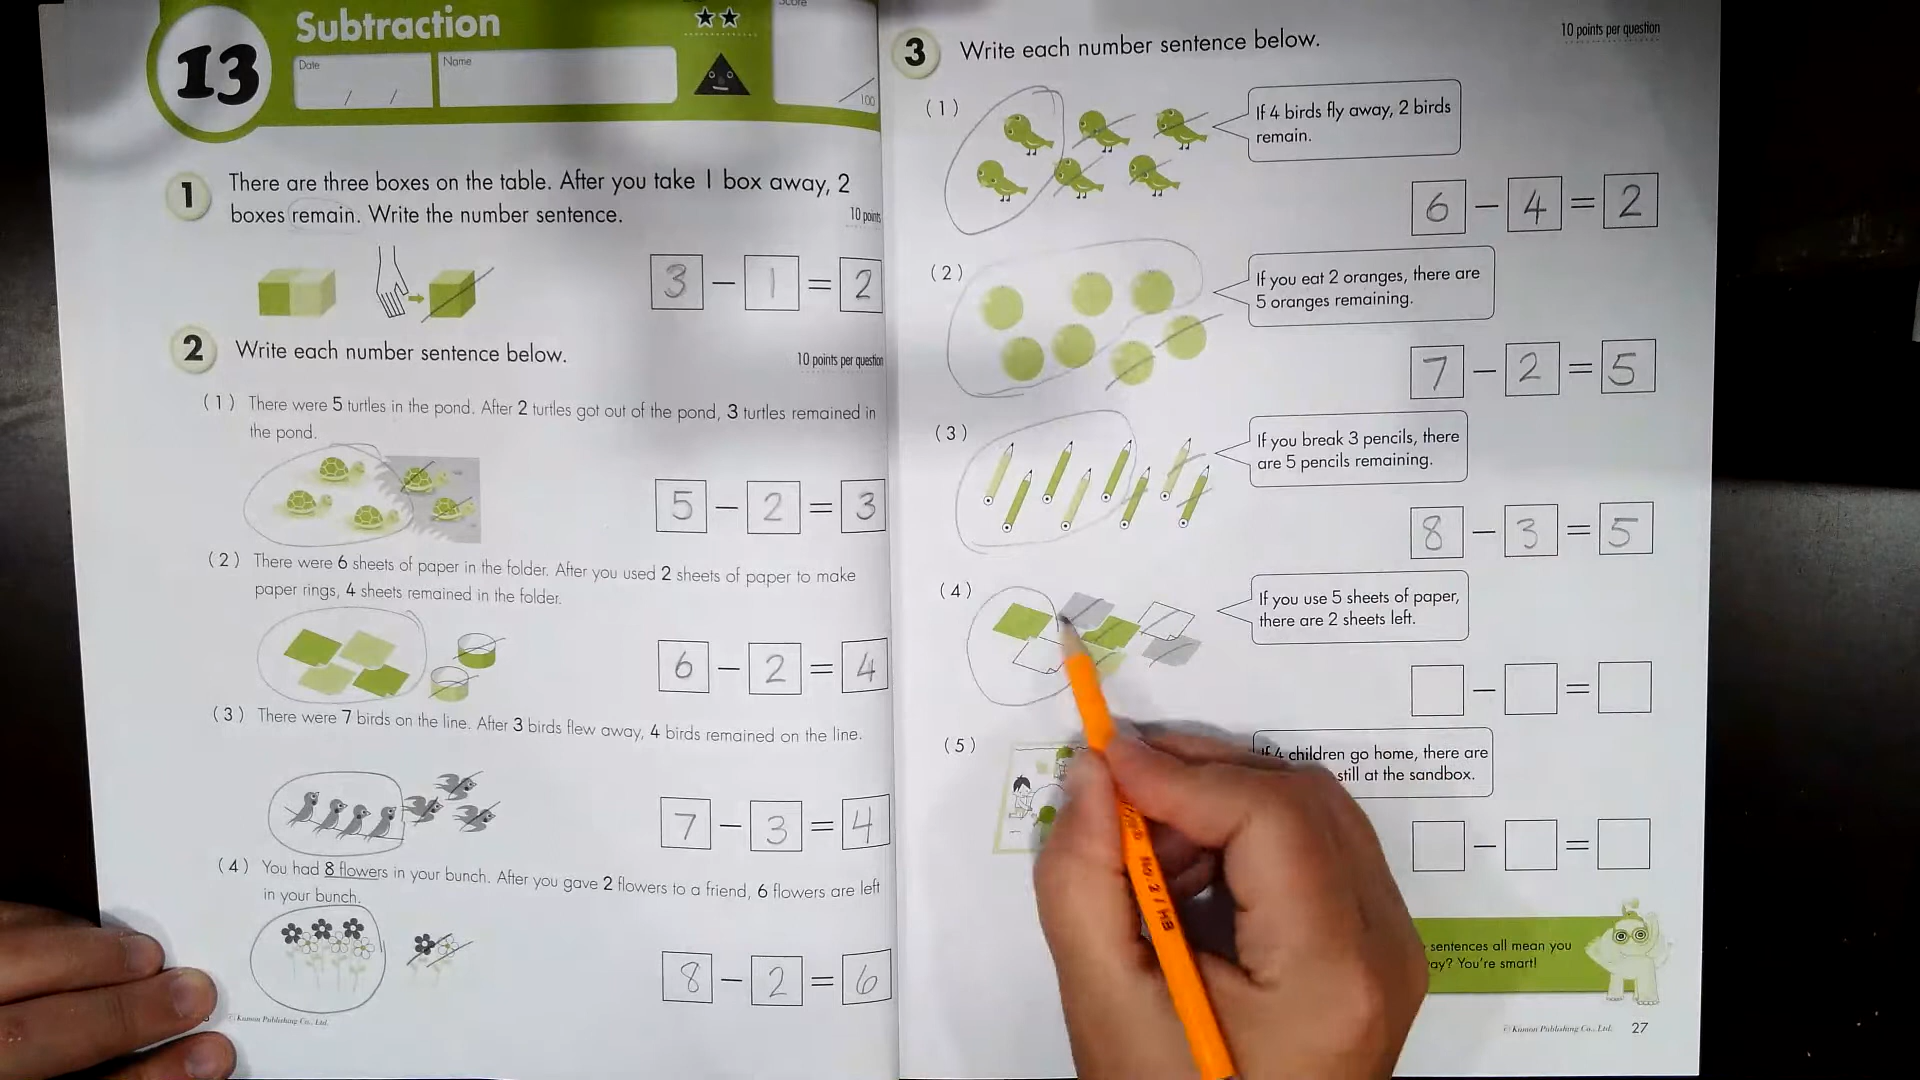 13
Subtraction
Date
/ /
Name
Score
/100
1
There are three boxes on the table. After you take 1 box away, 2
boxes remain. Write the number sentence.
10 points
3 - 1 = 2
2
Write each number sentence below.
10 points per question
(1) There were 5 turtles in the pond. After 2 turtles got out of the pond, 3 turtles remained in
the pond.
5 - 2 = 3
(2) There were 6 sheets of paper in the folder. After you used 2 sheets of paper to make
paper rings, 4 sheets remained in the folder.
6 - 2 = 4
(3) There were 7 birds on the line. After 3 birds flew away, 4 birds remained on the line.
7 - 3 = 4
(4) You had 8 flowers in your bunch. After you gave 2 flowers to a friend, 6 flowers are left
in your bunch.
8 - 2 = 6
© Kumon Publishing Co., Ltd.
3
Write each number sentence below.
10 points per question
(1)
If 4 birds fly away, 2 birds
remain.
6 - 4 = 2
(2)
If you eat 2 oranges, there are
5 oranges remaining.
7 - 2 = 5
(3)
If you break 3 pencils, there
are 5 pencils remaining.
8 - 3 = 5
(4)
If you use 5 sheets of paper,
there are 2 sheets left.
- =
(5)
If 4 children go home, there are
still at the sandbox.
- =
sentences all mean you
? You're smart!
© Kumon Publishing Co., Ltd. 27
No. 2 / HB